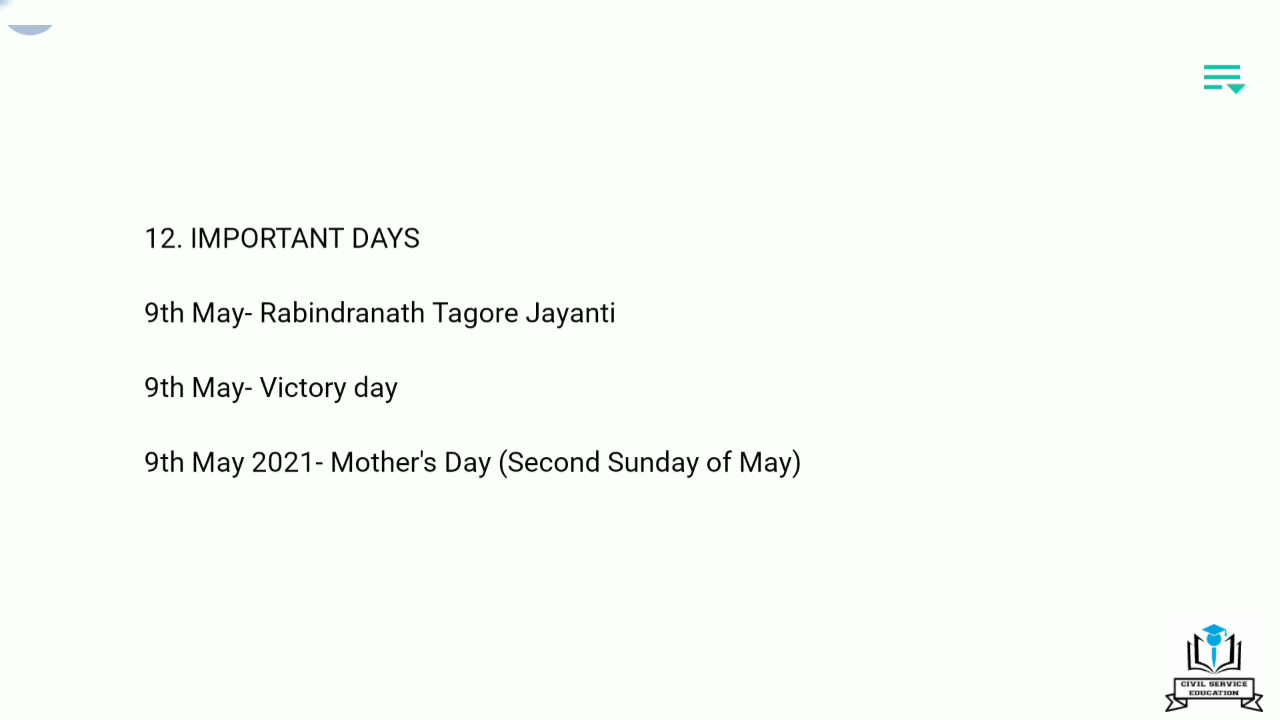 12. IMPORTANT DAYS
9th May- Rabindranath Tagore Jayanti
9th May- Victory day
9th May 2021- Mother's Day (Second Sunday of May)
CIVIL SERVICE
EDUCATION